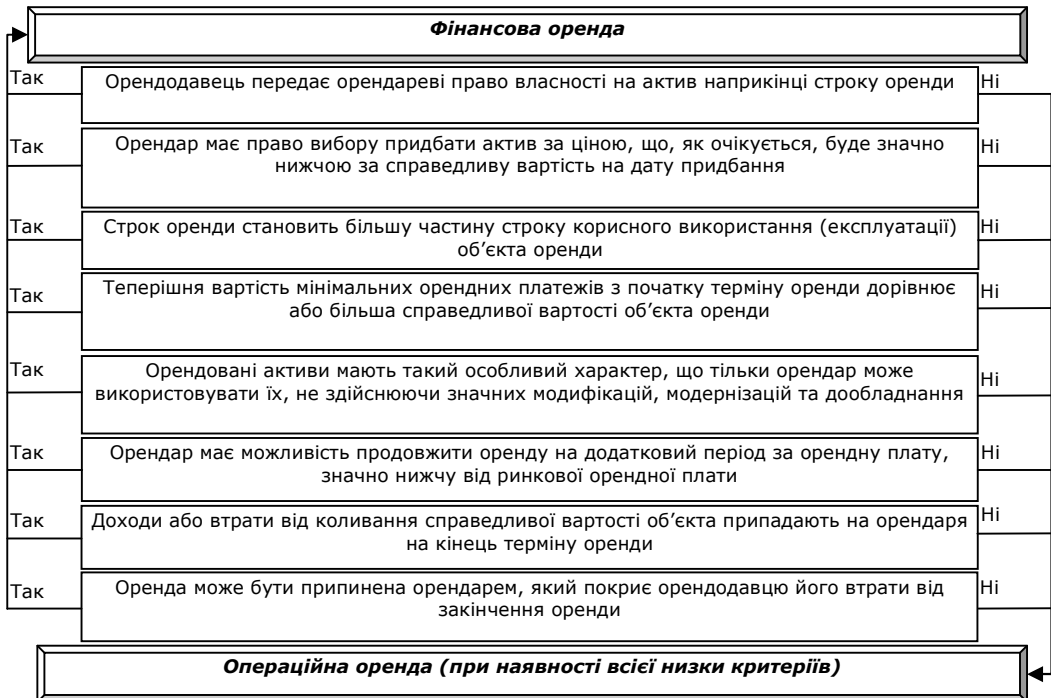 Фінансова оренда
Так
Орендодавець передає орендареві право власності на актив наприкінці строку оренди
Ні
Так
Орендар має право вибору придбати актив за ціною, що, як очікується, буде значно
нижчою за справедливу вартість на дату придбання
Ні
Так
Строк оренди становить більшу частину строку корисного використання (експлуатації)
об’єкта оренди
Ні
Так
Теперішня вартість мінімальних орендних платежів з початку терміну оренди дорівнює
або більша справедливої вартості об’єкта оренди
Ні
Так
Орендовані активи мають такий особливий характер, що тільки орендар може
використовувати їх, не здійснюючи значних модифікацій, модернізацій та дообладнання
Ні
Так
Орендар має можливість продовжити оренду на додатковий період за орендну плату,
значно нижчу від ринкової орендної плати
Ні
Так
Доходи або втрати від коливання справедливої вартості об’єкта припадають на орендаря
на кінець терміну оренди
Ні
Так
Оренда може бути припинена орендарем, який покриє орендодавцю його втрати від
закінчення оренди
Ні
Операційна оренда (при наявності всієї низки критеріїв)